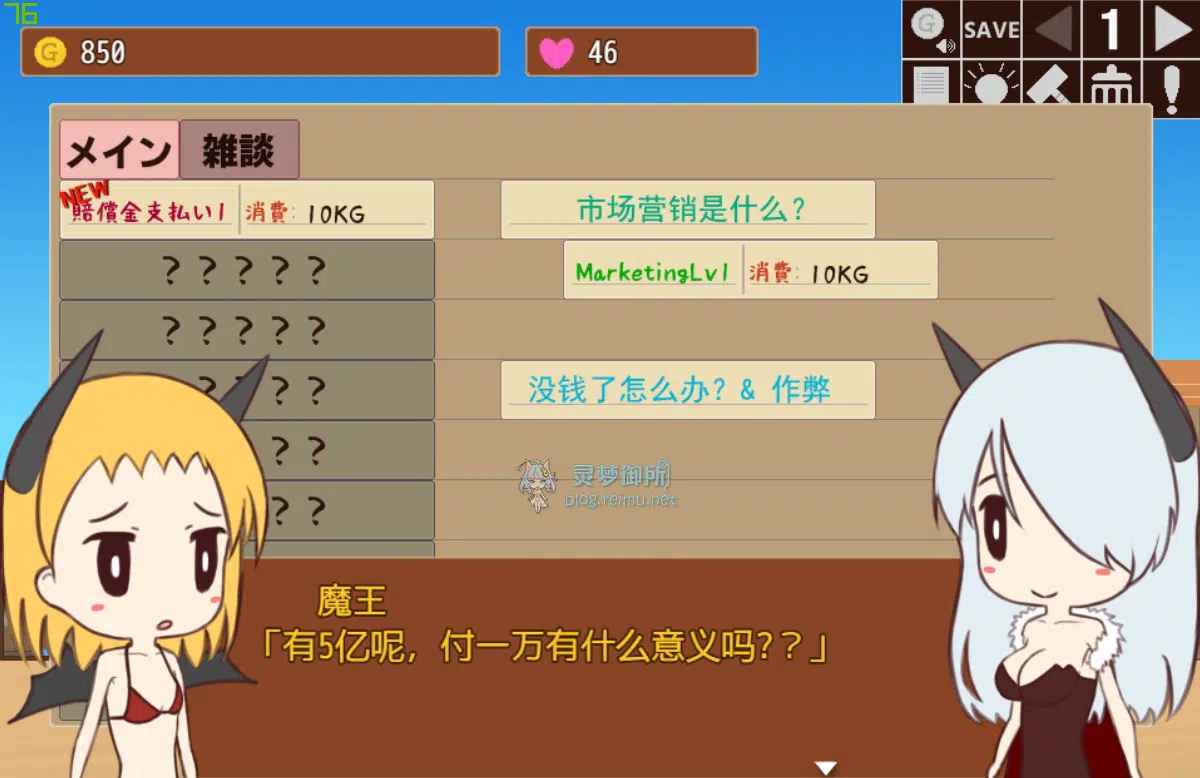 76
G 850
46
G SAVE 1
メイン 雑談
NEW
賠償金支払い1 消費: 10KG
市场营销是什么?
?????
MarketingLv1 消費: 10KG
?????
??? 没钱了怎么办? & 作弊
??
灵梦御所
blog.reimu.net
??
魔王
「有5亿呢，付一万有什么意义吗?？」